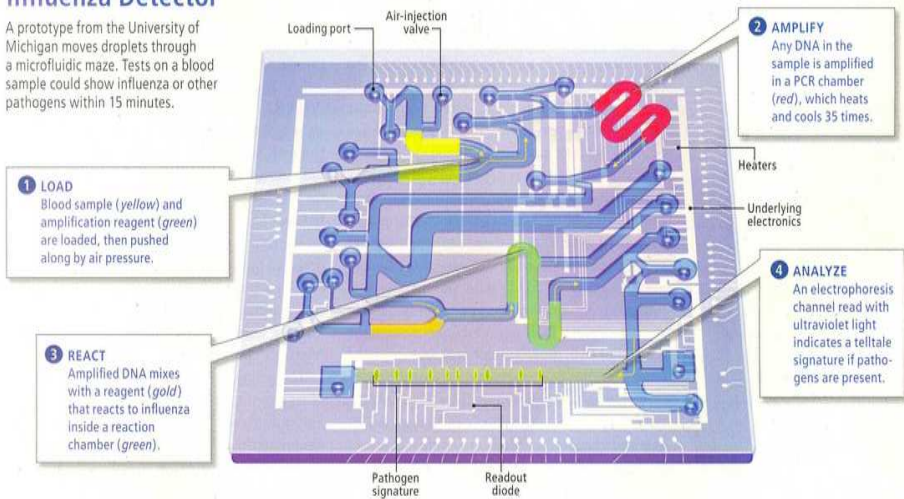 Influenza Detector
A prototype from the University of
Michigan moves droplets through
a microfluidic maze. Tests on a blood
sample could show influenza or other
pathogens within 15 minutes.
Loading port
Air-injection
valve
2 AMPLIFY
Any DNA in the
sample is amplified
in a PCR chamber
(red), which heats
and cools 35 times.
Heaters
Underlying
electronics
1 LOAD
Blood sample (yellow) and
amplification reagent (green)
are loaded, then pushed
along by air pressure.
3 REACT
Amplified DNA mixes
with a reagent (gold)
that reacts to influenza
inside a reaction
chamber (green).
4 ANALYZE
An electrophoresis
channel read with
ultraviolet light
indicates a telltale
signature if patho-
gens are present.
Pathogen
signature
Readout
diode